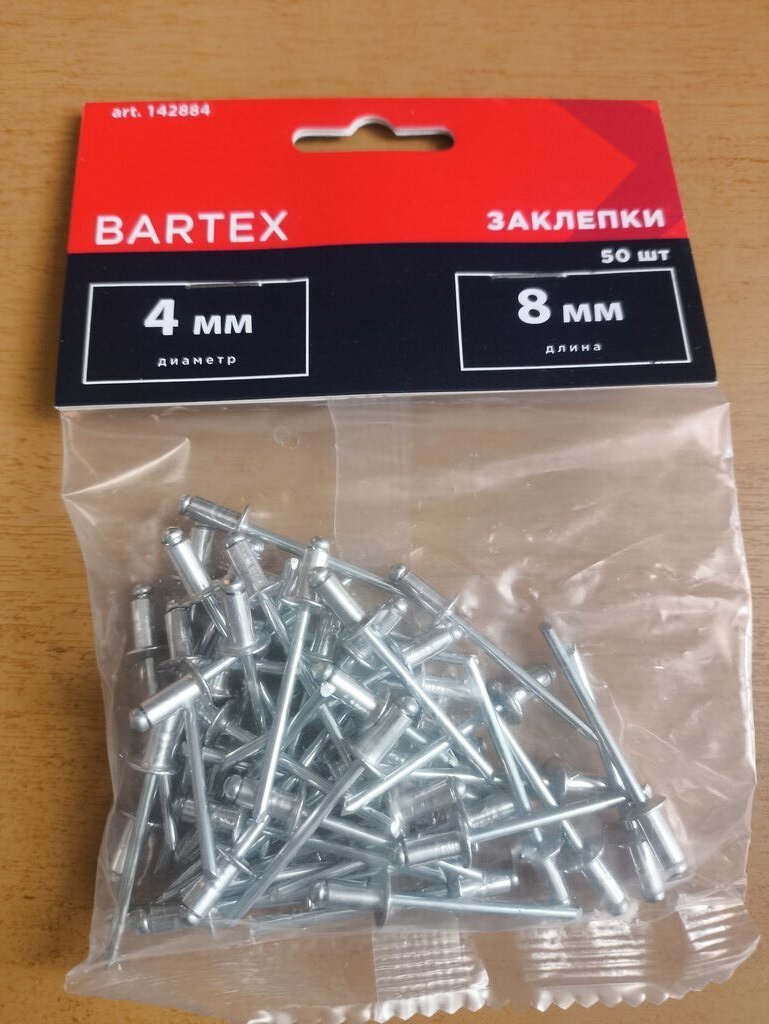 art. 142884
BARTEX
ЗАКЛЕПКИ
50 шт
4 мм
диаметр
8 мм
длина